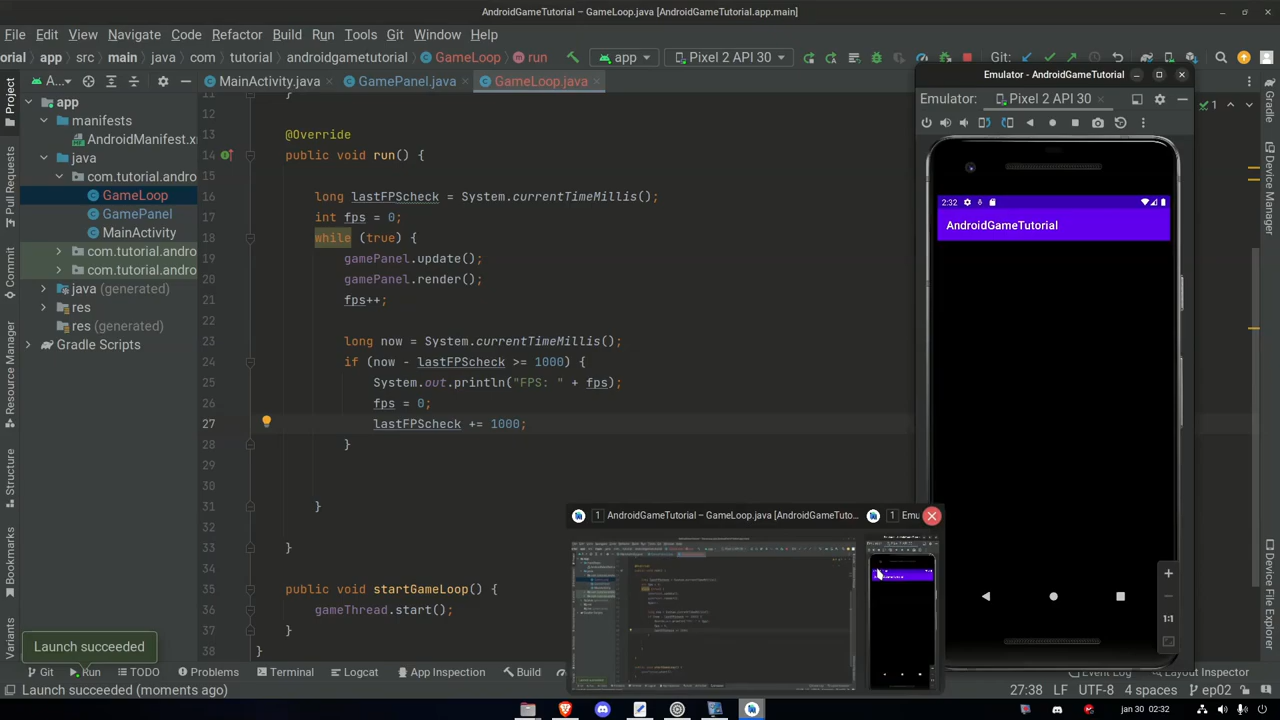 AndroidGameTutorial – GameLoop.java [AndroidGameTutorial.app.main]
File Edit View Navigate Code Refactor Build Run Tools Git Window Help
torial app src main java com tutorial androidgametutorial GameLoop run app Pixel 2 API 30 Git:
Project
A...
MainActivity.java
GamePanel.java
GameLoop.java
app
manifests
AndroidManifest.x
java
com.tutorial.andro
GameLoop
GamePanel
MainActivity
com.tutorial.andro
com.tutorial.andro
java (generated)
res
res (generated)
Gradle Scripts
Pull Requests
Commit
Resource Manager
Structure
Bookmarks
Variants
11 }
12
13 @Override
14 public void run() {
15
16 long lastFPScheck = System.currentTimeMillis();
17 int fps = 0;
18 while (true) {
19 gamePanel.update();
20 gamePanel.render();
21 fps++;
22
23 long now = System.currentTimeMillis();
24 if (now - lastFPScheck >= 1000) {
25 System.out.println("FPS: " + fps);
26 fps = 0;
27 lastFPScheck += 1000;
28 }
29
30
31 }
32
33 }
34
35 public void startGameLoop() {
36 gameThread.start();
37 }
38 }
Emulator - AndroidGameTutorial
Emulator: Pixel 2 API 30
2:32
AndroidGameTutorial
1:1
1
Gradle
Device Manager
Device File Explorer
1 AndroidGameTutorial – GameLoop.java [AndroidGameTuto...
1 Emu
Launch succeeded
Git Run TODO Problems Terminal Logc App Inspection Build Event Log Layout Inspector
Launch succeeded (moments ago)
27:38 LF UTF-8 4 spaces ep02
jan 30 02:32